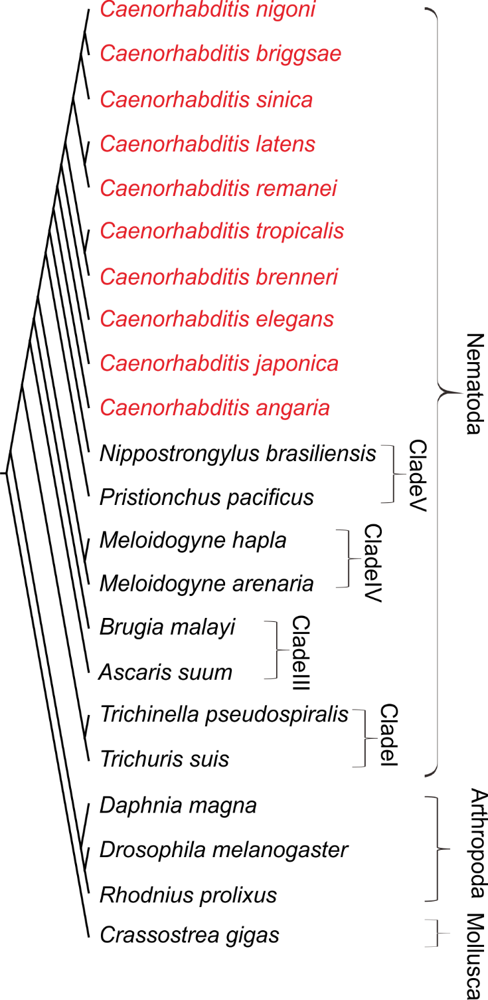 Caenorhabditis nigoni
Caenorhabditis briggsae
Caenorhabditis sinica
Caenorhabditis latens
Caenorhabditis remanei
Caenorhabditis tropicalis
Caenorhabditis brenneri
Caenorhabditis elegans
Caenorhabditis japonica
Caenorhabditis angaria
Nippostrongylus brasiliensis
Pristionchus pacificus
CladeV
Meloidogyne hapla
Meloidogyne arenaria
CladeIV
Brugia malayi
Ascaris suum
CladeIII
Trichinella pseudospiralis
Trichuris suis
CladeI
Nematoda
Daphnia magna
Drosophila melanogaster
Rhodnius prolixus
Arthropoda
Crassostrea gigas
Mollusca